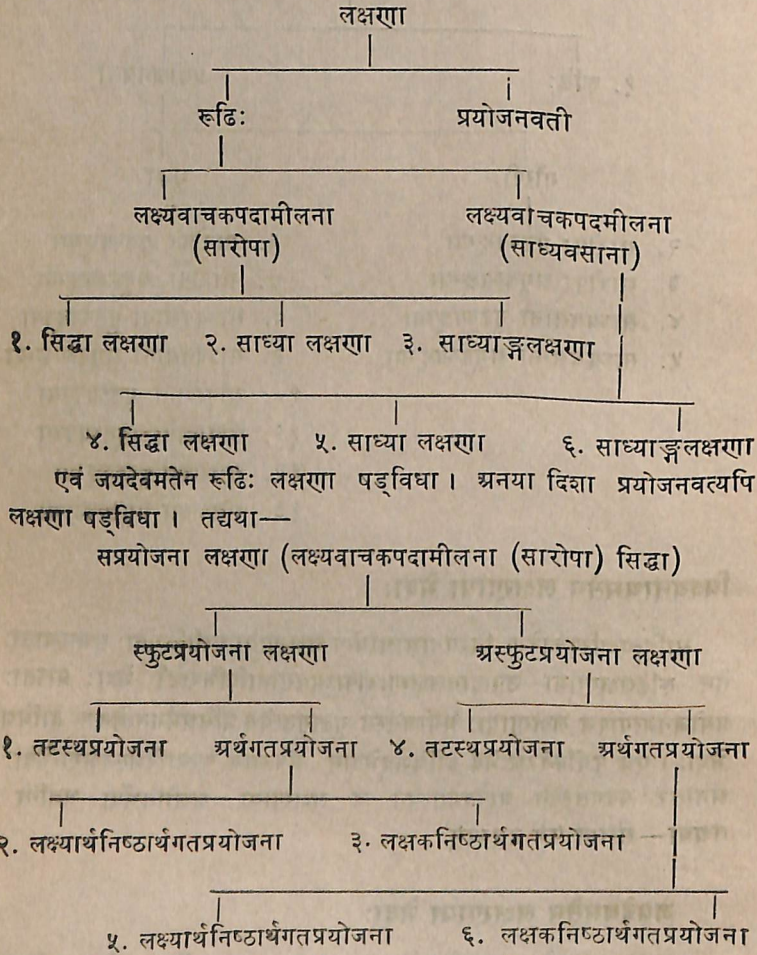 लक्षणा
रूढिः प्रयोजनवती
लक्ष्यवाचकपदामीलना लक्ष्यवाचकपदमीलना
(सारोपा) (साध्यवसाना)
१. सिद्धा लक्षणा २. साध्या लक्षणा ३. साध्याङ्गलक्षणा
४. सिद्धा लक्षणा ५. साध्या लक्षणा ६. साध्याङ्गलक्षणा
एवं जयदेवमतेन रूढिः लक्षणा षड्विधा । अनया दिशा प्रयोजनवत्यपि
लक्षणा षड्विधा । तद्यथा—
सप्रयोजना लक्षणा (लक्ष्यवाचकपदामीलना (सारोपा) सिद्धा)
स्फुटप्रयोजना लक्षणा अस्फुटप्रयोजना लक्षणा
१. तटस्थप्रयोजना अर्थगतप्रयोजना ४. तटस्थप्रयोजना अर्थगतप्रयोजना
२. लक्ष्यार्थनिष्ठार्थगतप्रयोजना ३. लक्षकनिष्ठार्थगतप्रयोजना
५. लक्ष्यार्थनिष्ठार्थगतप्रयोजना ६. लक्षकनिष्ठार्थगतप्रयोजना